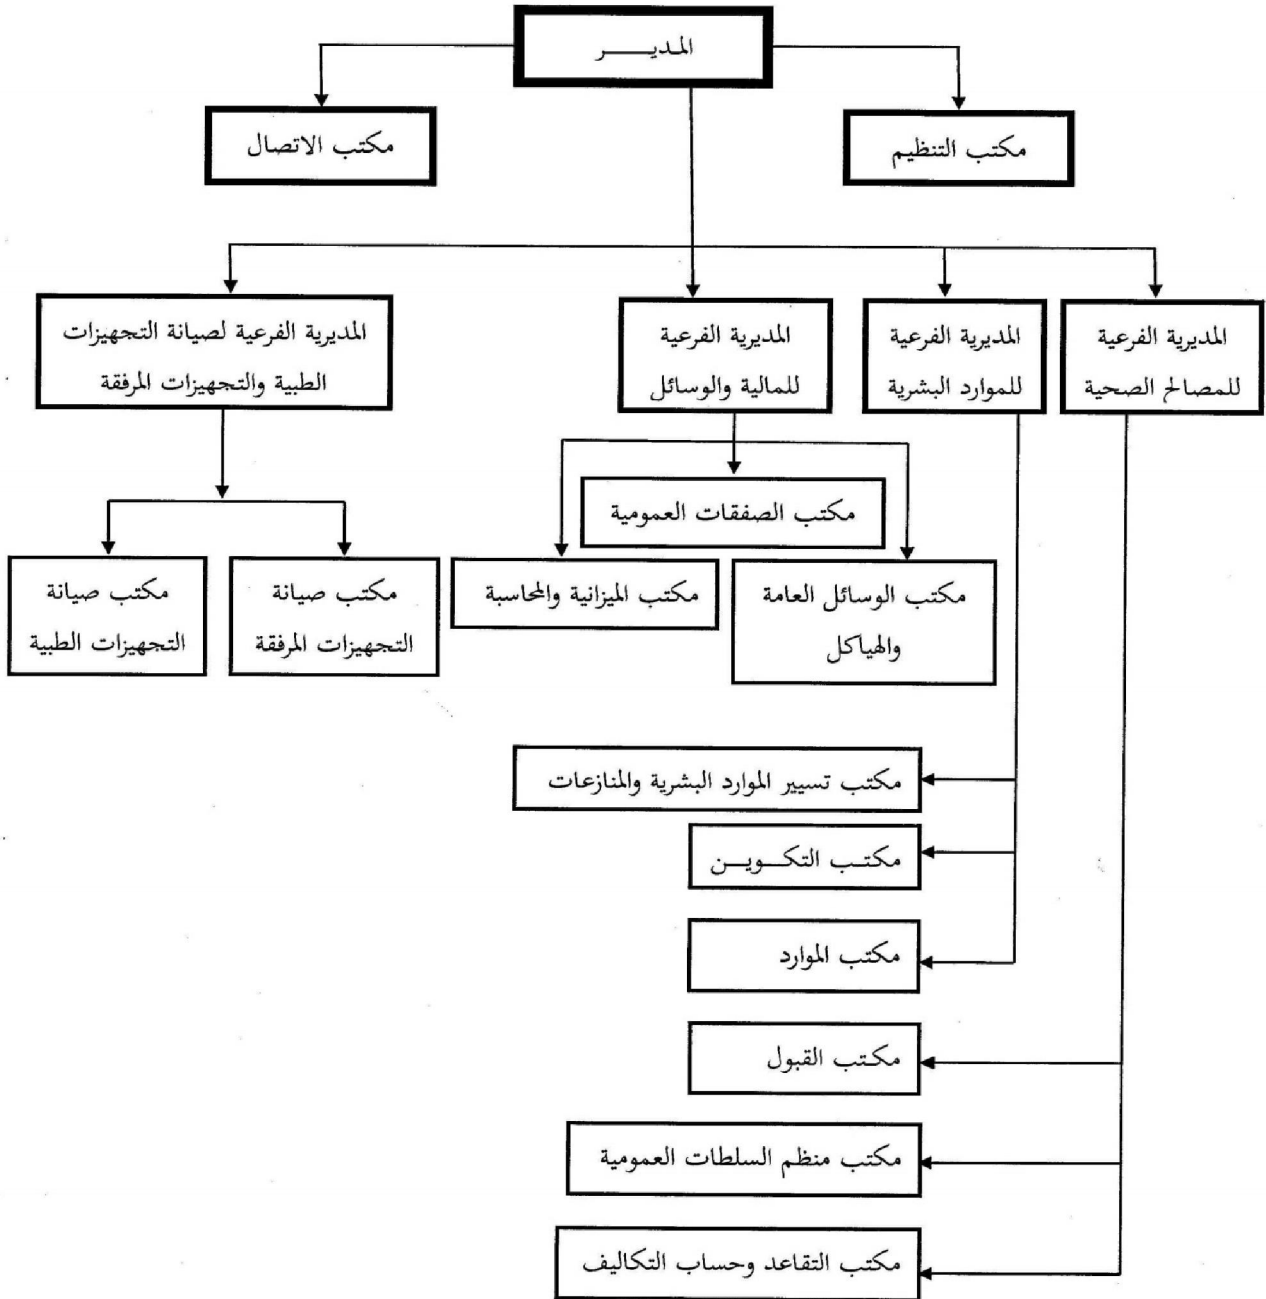 المديـــــر
مكتب التنظيم
مكتب الاتصال
المديرية الفرعية
للمصالح الصحية
المديرية الفرعية
للموارد البشرية
المديرية الفرعية
للمالية والوسائل
المديرية الفرعية لصيانة التجهيزات
الطبية والتجهيزات المرفقة
مكتب الصفقات العمومية
مكتب الوسائل العامة
والهياكل
مكتب الميزانية والمحاسبة
مكتب صيانة
التجهيزات المرفقة
مكتب صيانة
التجهيزات الطبية
مكتب تسيير الموارد البشرية والمنازعات
مكتـب التكـــويـــن
مكتب الموارد
مكتب القبول
مكتب منظم السلطات العمومية
مكتب التقاعد وحساب التكاليف